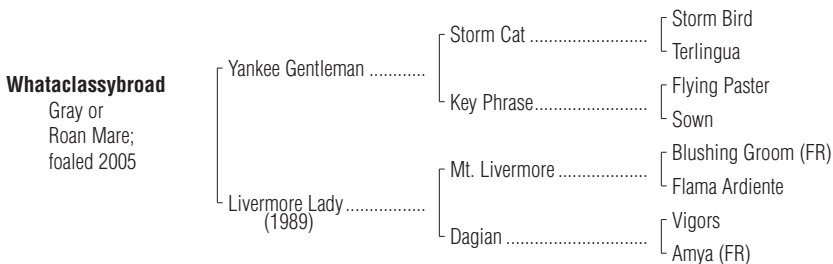 Whataclassybroad
Gray or
Roan Mare;
foaled 2005
Yankee Gentleman ............
Livermore Lady .................
(1989)
Storm Cat .........................
Key Phrase........................
Mt. Livermore ...................
Dagian ..............................
Storm Bird
Terlingua
Flying Paster
Sown
Blushing Groom (FR)
Flama Ardiente
Vigors
Amya (FR)